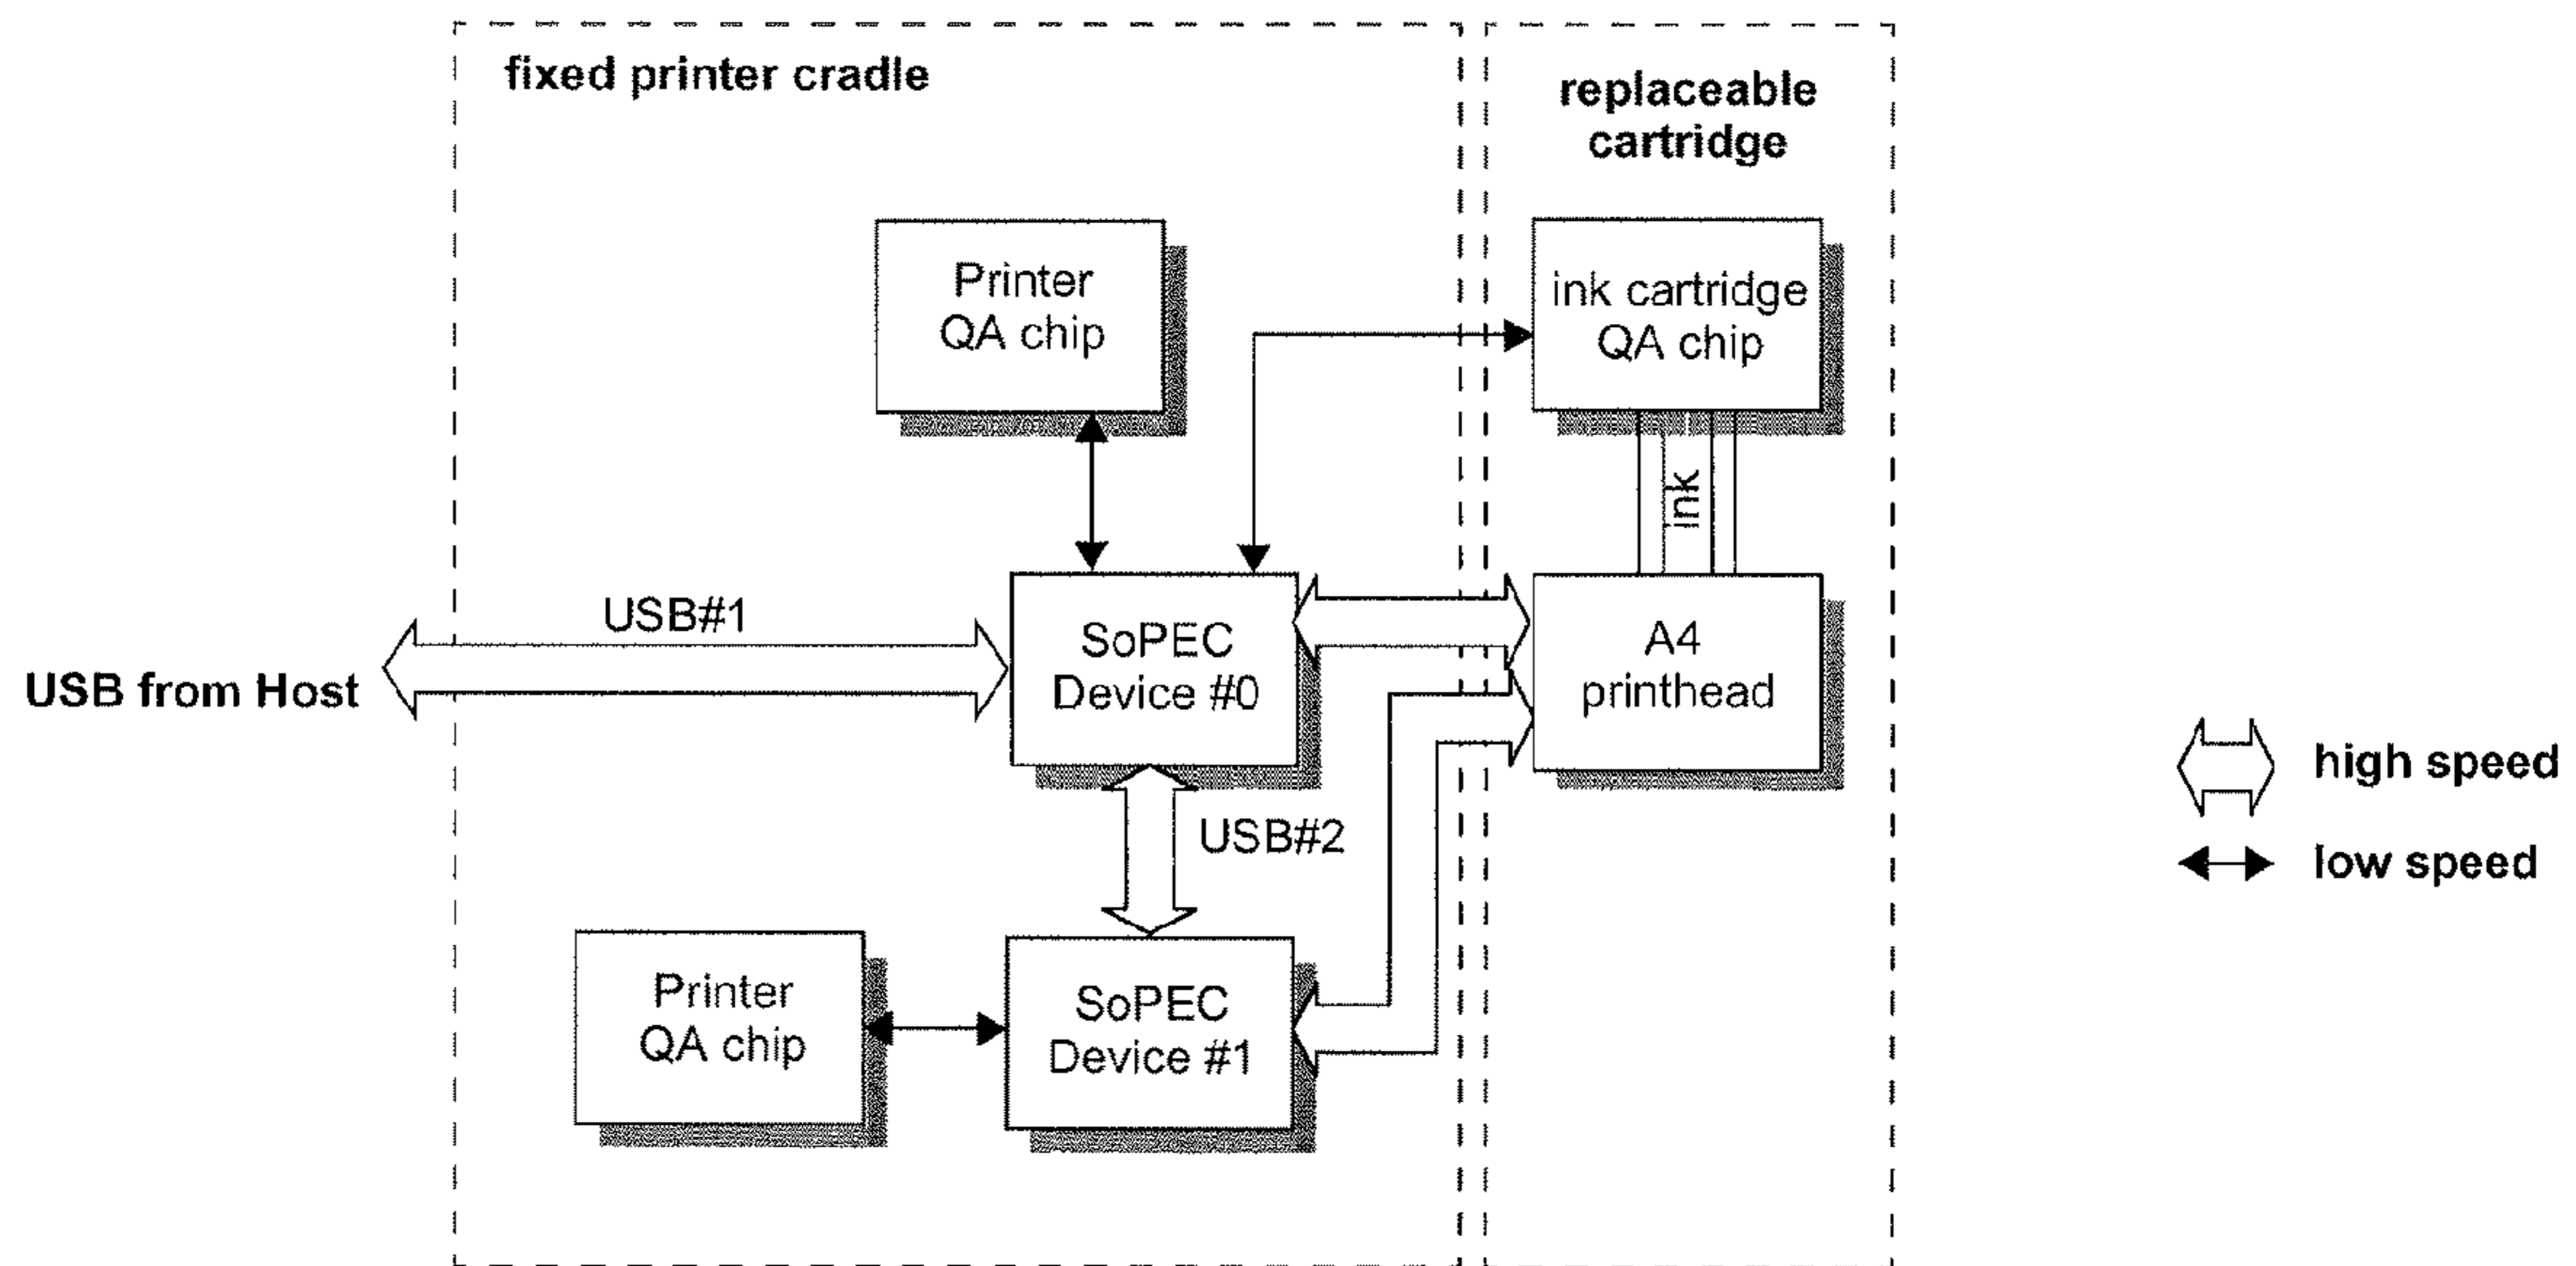 fixed printer cradle
replaceable
cartridge
Printer
QA chip
ink cartridge
QA chip
ink
USB#1
USB from Host
SoPEC
Device #0
A4
printhead
high speed
low speed
USB#2
Printer
QA chip
SoPEC
Device #1